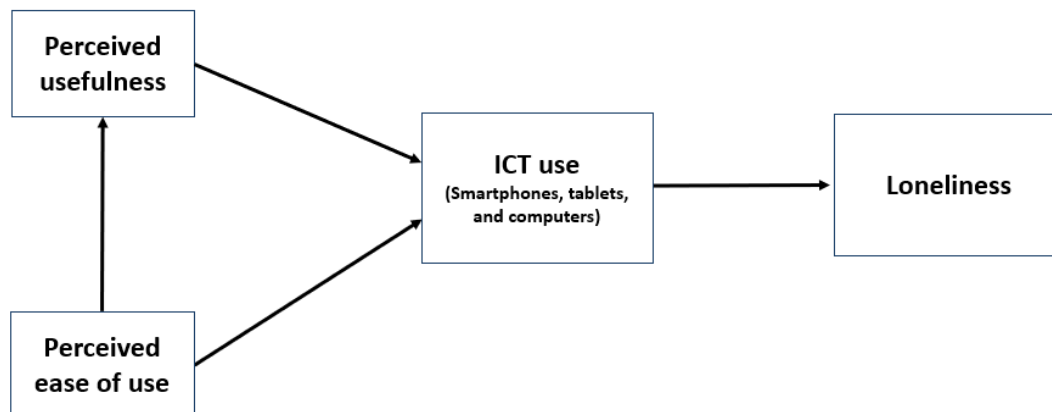 Perceived
usefulness
ICT use
(Smartphones, tablets,
and computers)
Loneliness
Perceived
ease of use